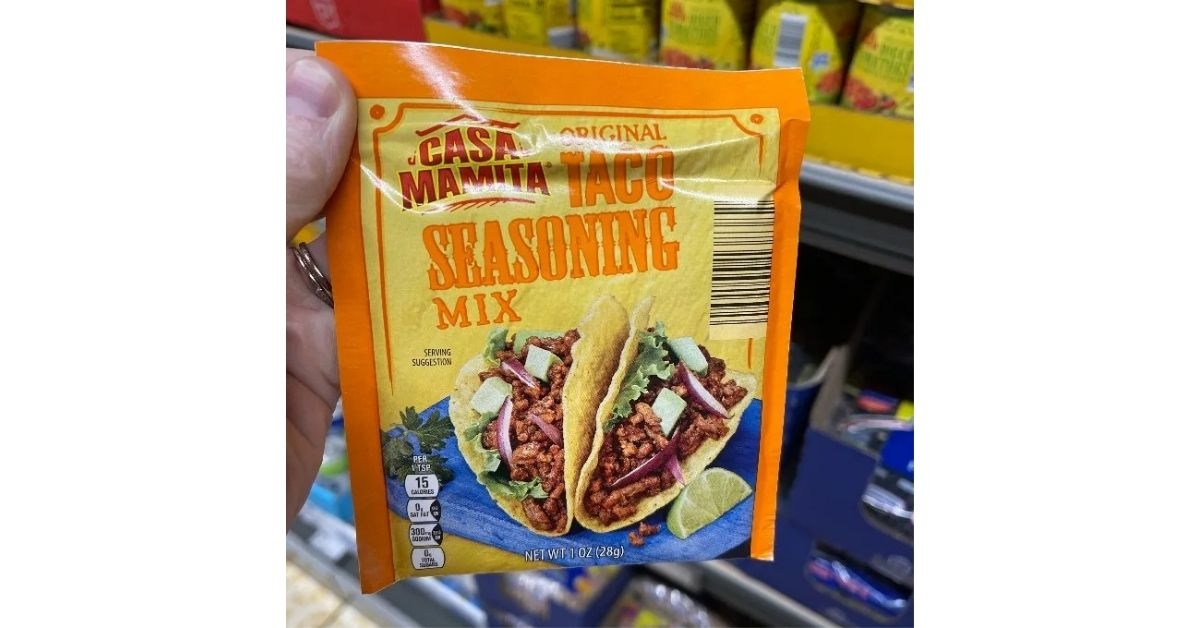 CASA
MAMITA
ORIGINAL
TACO
SEASONING
MIX
SERVING
SUGGESTION
PER
1 TSP
15
CALORIES
0g
SAT FAT
300mg
SODIUM
0g
TOTAL
SUGARS
NET WT 1 OZ (28g)